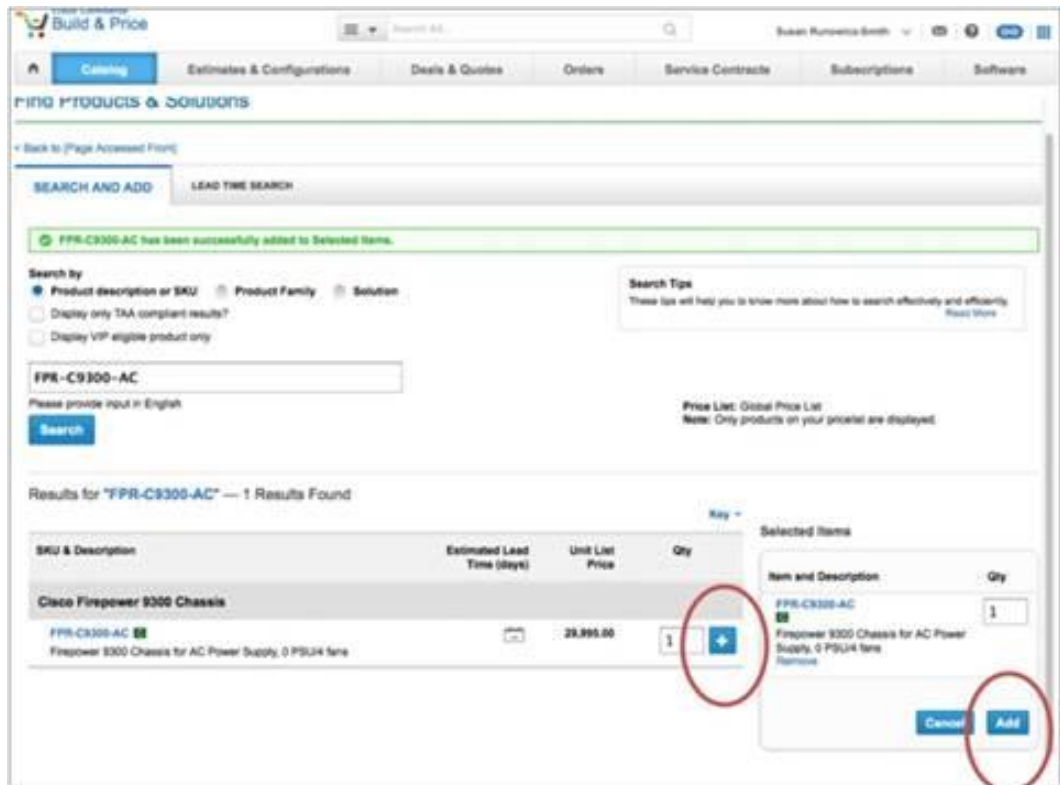 Cisco Commerce
Build & Price
Search All...
Susan Runowicz-Smith
Catalog Estimates & Configurations Deals & Quotes Orders Service Contracts Subscriptions Software
Find Products & Solutions
< Back to [Page Accessed From]
SEARCH AND ADD LEAD TIME SEARCH
FPR-C9300-AC has been successfully added to Selected Items.
Search by
Product description or SKU Product Family Solution
Display only TAA compliant results?
Display VIP eligible product only
Search Tips
These tips will help you to know more about how to search effectively and efficiently.
Read More
FPR-C9300-AC
Please provide input in English
Search
Price List: Global Price List
Note: Only products on your pricelist are displayed.
Results for "FPR-C9300-AC" — 1 Results Found
Key
SKU & Description Estimated Lead Time (days) Unit List Price Qty
Cisco Firepower 9300 Chassis
FPR-C9300-AC 29,995.00 1 +
Firepower 9300 Chassis for AC Power Supply, 0 PSU/4 fans
Selected Items
Item and Description Qty
FPR-C9300-AC 1
Firepower 9300 Chassis for AC Power
Supply, 0 PSU/4 fans
Remove
Cancel Add